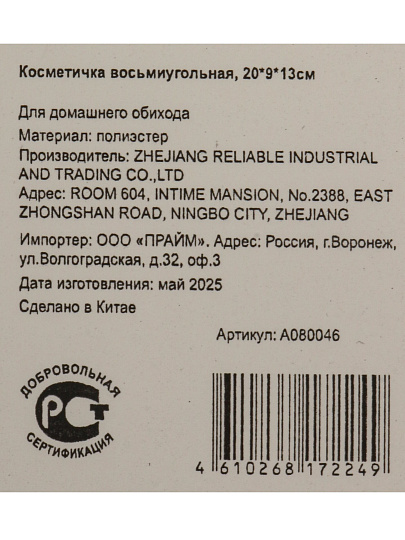 Косметичка восьмиугольная, 20*9*13см
Для домашнего обихода
Материал: полиэстер
Производитель: ZHEJIANG RELIABLE INDUSTRIAL
AND TRADING CO.,LTD
Адрес: ROOM 604, INTIME MANSION, No.2388, EAST
ZHONGSHAN ROAD, NINGBO CITY, ZHEJIANG
Импортер: ООО «ПРАЙМ». Адрес: Россия, г.Воронеж,
ул.Волгоградская, д.32, оф.3
Дата изготовления: май 2025
Сделано в Китае
Артикул: А080046
ДОБРОВОЛЬНАЯ
РСТ
СЕРТИФИКАЦИЯ
4 610268 172249